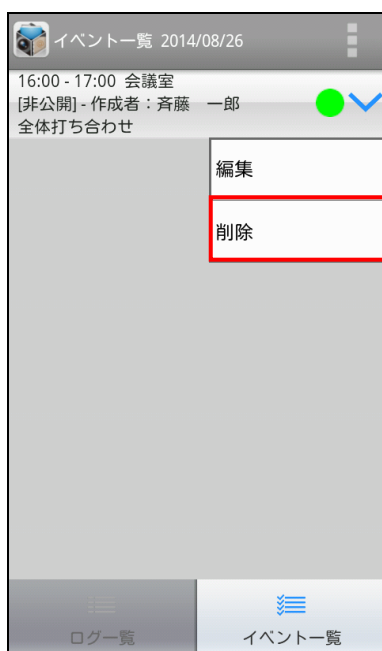 イベント一覧 2014/08/26
16:00 - 17:00 会議室
[非公開] - 作成者：斉藤　一郎
全体打ち合わせ
編集
削除
ログ一覧
イベント一覧